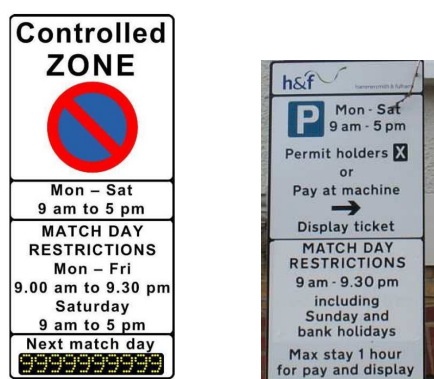 Controlled
ZONE
Mon – Sat
9 am to 5 pm
MATCH DAY
RESTRICTIONS
Mon – Fri
9.00 am to 9.30 pm
Saturday
9 am to 5 pm
Next match day
9999999999
h&f
hammersmith & fulham
P
Mon - Sat
9 am - 5 pm
Permit holders X
or
Pay at machine
Display ticket
MATCH DAY
RESTRICTIONS
9 am - 9.30 pm
including
Sunday and
bank holidays
Max stay 1 hour
for pay and display